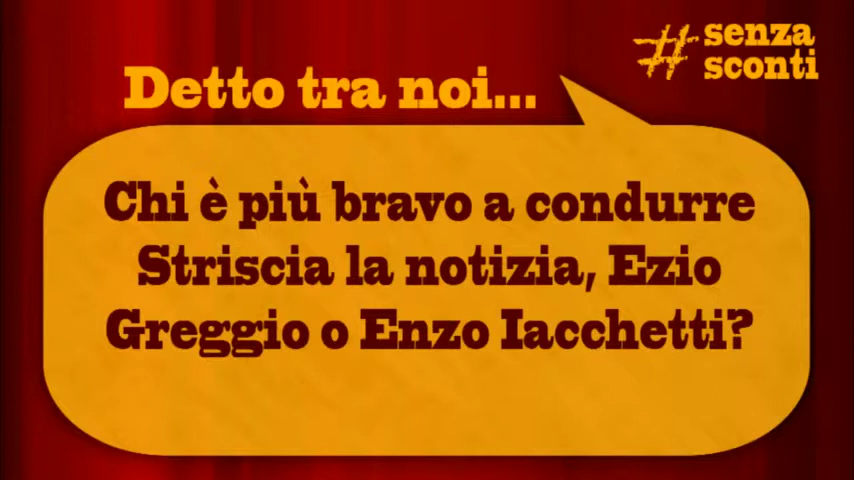 #senza
sconti
Detto tra noi...
Chi è più bravo a condurre
Striscia la notizia, Ezio
Greggio o Enzo Iacchetti?